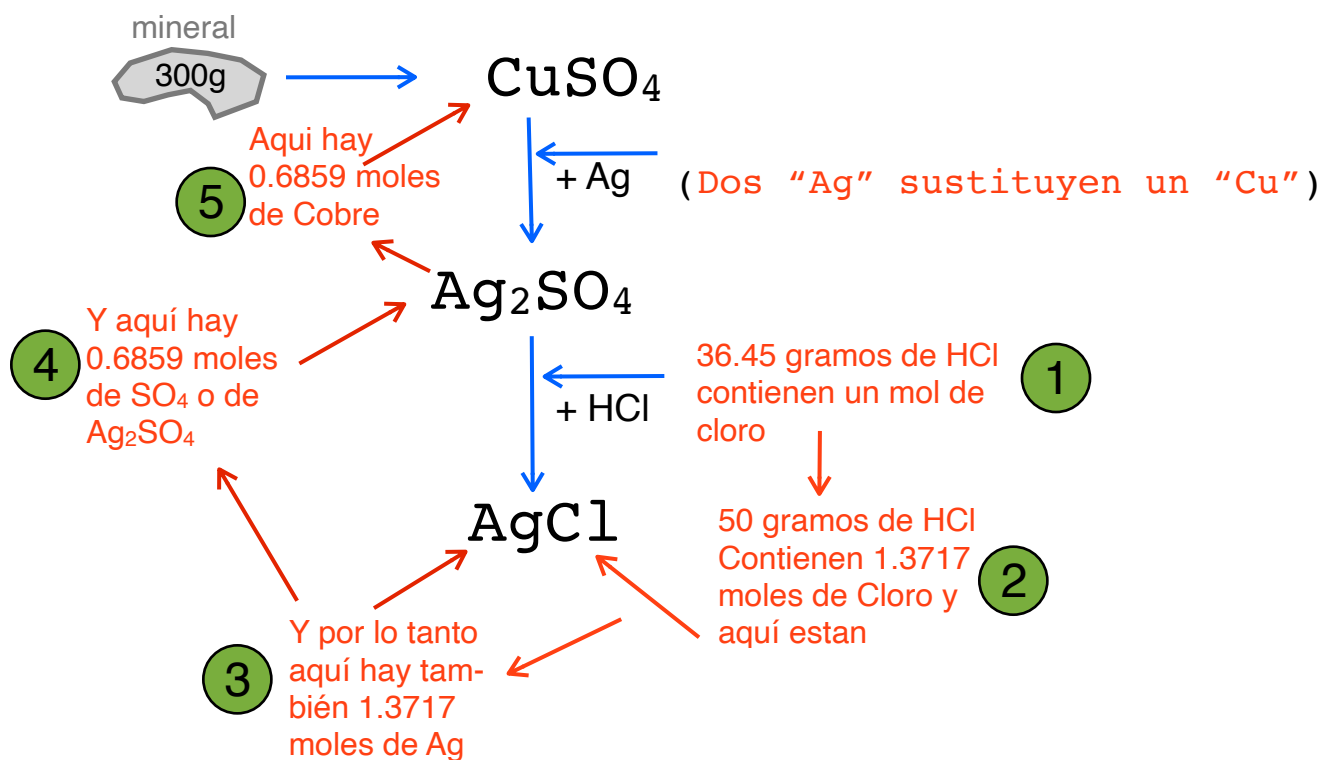 mineral
300g
CuSO₄
Aqui hay
0.6859 moles
de Cobre
5
+ Ag
(Dos “Ag” sustituyen un “Cu”)
Ag₂SO₄
Y aquí hay
0.6859 moles
de SO₄ o de
Ag₂SO₄
4
36.45 gramos de HCl
contienen un mol de
cloro
1
+ HCl
AgCl
50 gramos de HCl
Contienen 1.3717
moles de Cloro y
aquí estan
2
Y por lo tanto
aquí hay tam-
bién 1.3717
moles de Ag
3